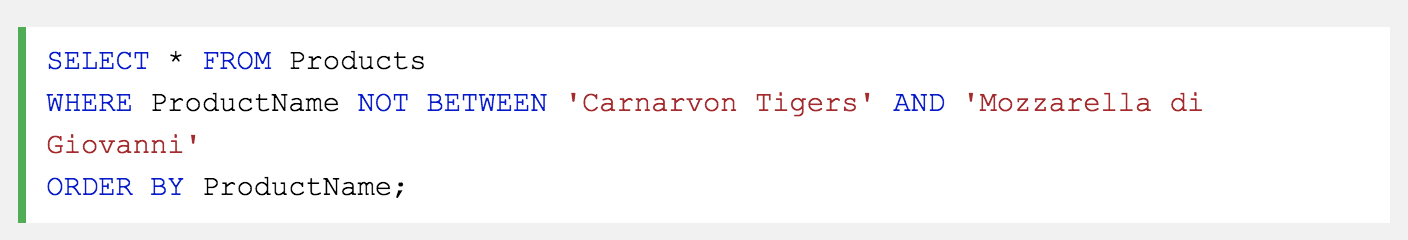 SELECT * FROM Products
WHERE ProductName NOT BETWEEN 'Carnarvon Tigers' AND 'Mozzarella di
Giovanni'
ORDER BY ProductName;